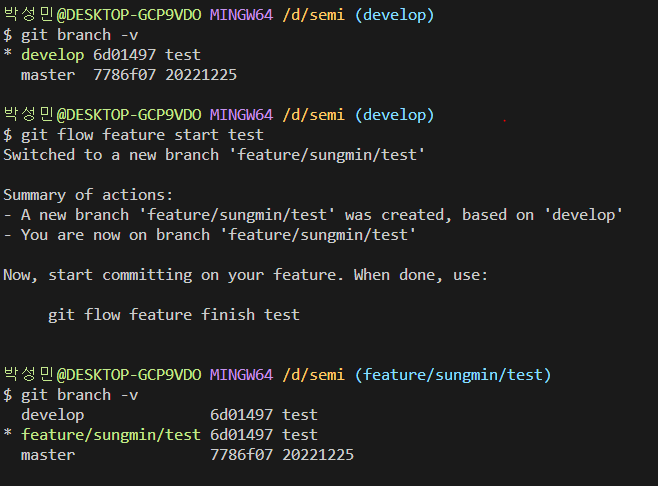 박성민@DESKTOP-GCP9VDO MINGW64 /d/semi (develop)
$ git branch -v
* develop 6d01497 test
  master  7786f07 20221225

박성민@DESKTOP-GCP9VDO MINGW64 /d/semi (develop)
$ git flow feature start test
Switched to a new branch 'feature/sungmin/test'

Summary of actions:
- A new branch 'feature/sungmin/test' was created, based on 'develop'
- You are now on branch 'feature/sungmin/test'

Now, start committing on your feature. When done, use:

     git flow feature finish test

박성민@DESKTOP-GCP9VDO MINGW64 /d/semi (feature/sungmin/test)
$ git branch -v
  develop              6d01497 test
* feature/sungmin/test 6d01497 test
  master               7786f07 20221225